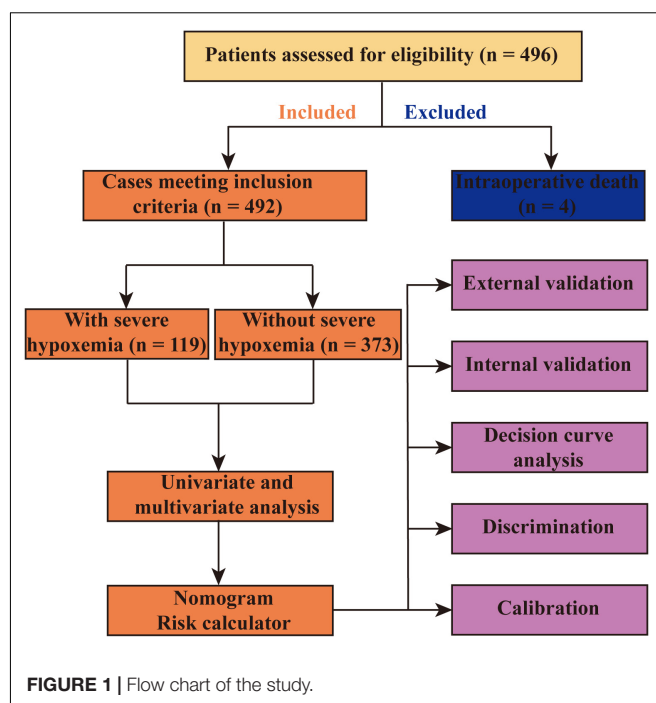 Patients assessed for eligibility (n = 496)
Included Excluded
Cases meeting inclusion
criteria (n = 492)
Intraoperative death
(n = 4)
With severe
hypoxemia (n = 119)
Without severe
hypoxemia (n = 373)
Univariate and
multivariate analysis
Nomogram
Risk calculator
External validation
Internal validation
Decision curve
analysis
Discrimination
Calibration
FIGURE 1 | Flow chart of the study.